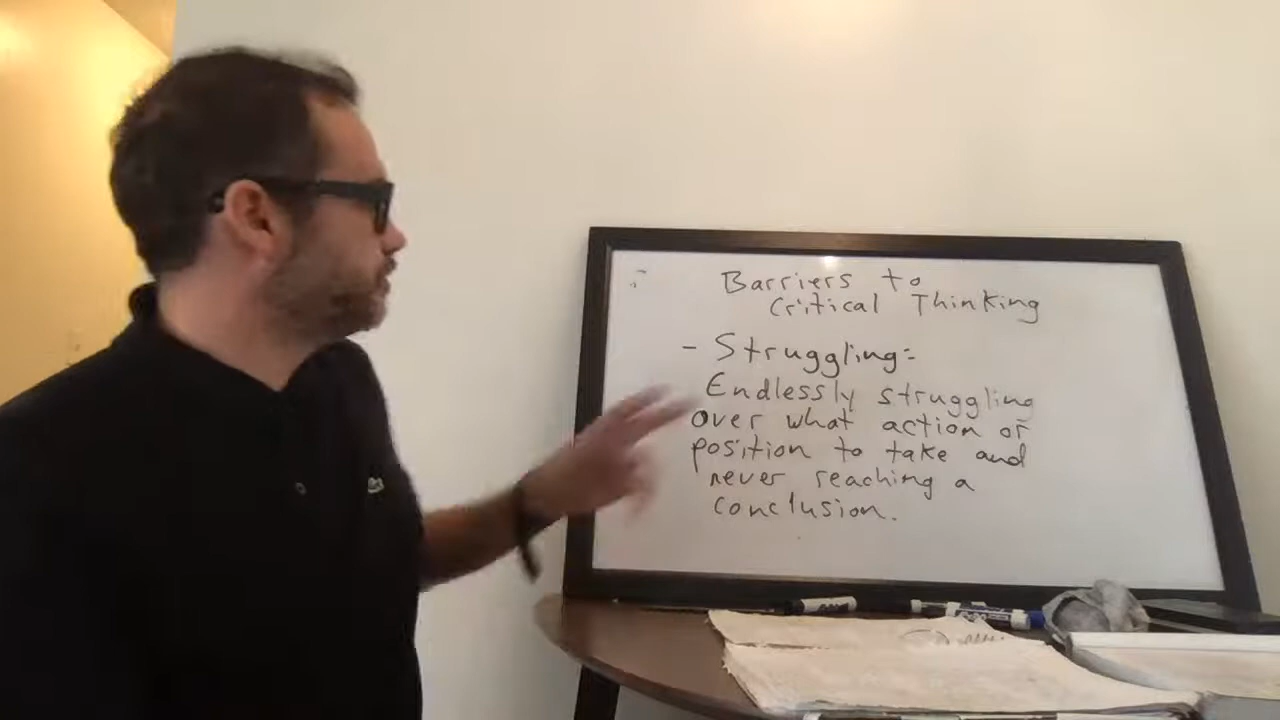 Barriers to
Critical Thinking
- Struggling:
Endlessly struggling
over what action or
position to take and
never reaching a
conclusion.